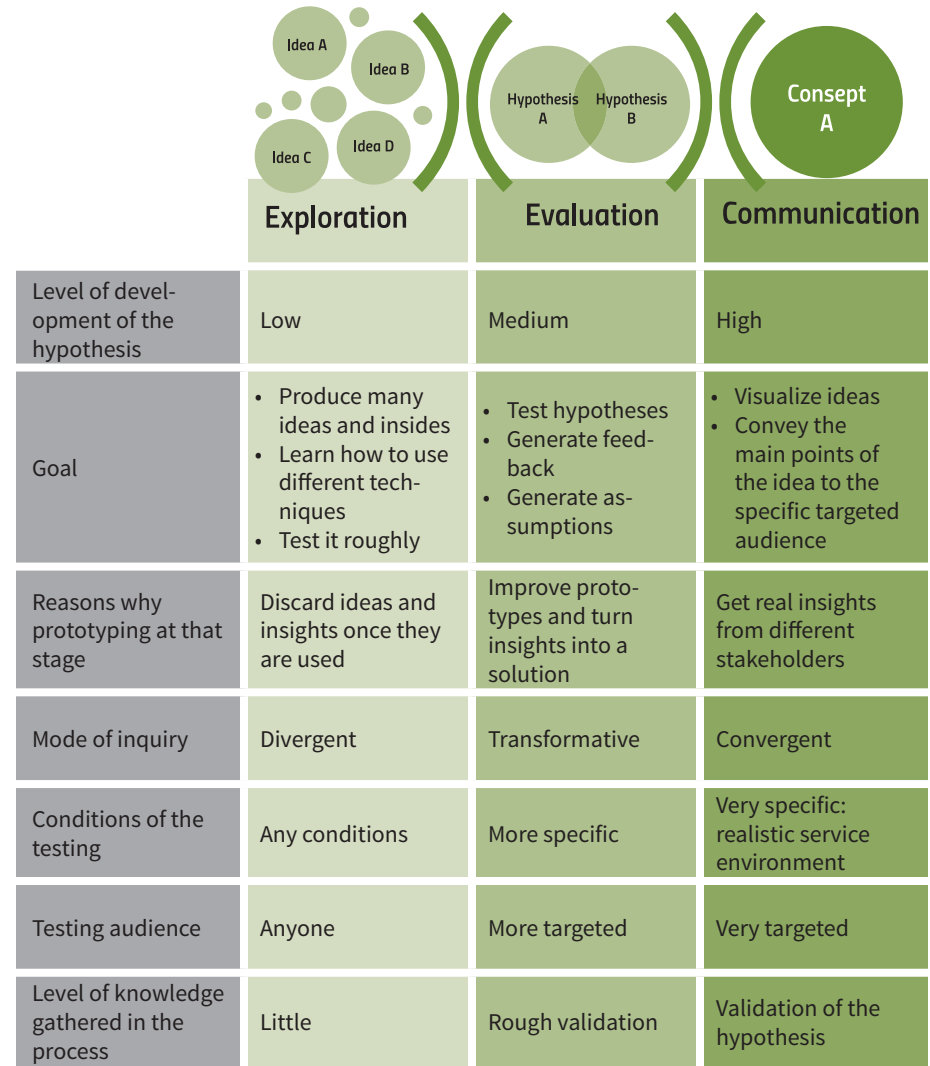 Idea A
Idea B
Idea C
Idea D
Hypothesis
A
Hypothesis
B
Consept
A
Exploration
Evaluation
Communication
Level of devel-
opment of the
hypothesis
Low
Medium
High
Goal
• Produce many
ideas and insides
• Learn how to use
different tech-
niques
• Test it roughly
• Test hypotheses
• Generate feed-
back
• Generate as-
sumptions
• Visualize ideas
• Convey the
main points of
the idea to the
specific targeted
audience
Reasons why
prototyping at that
stage
Discard ideas and
insights once they
are used
Improve proto-
types and turn
insights into a
solution
Get real insights
from different
stakeholders
Mode of inquiry
Divergent
Transformative
Convergent
Conditions of the
testing
Any conditions
More specific
Very specific:
realistic service
environment
Testing audience
Anyone
More targeted
Very targeted
Level of knowledge
gathered in the
process
Little
Rough validation
Validation of the
hypothesis